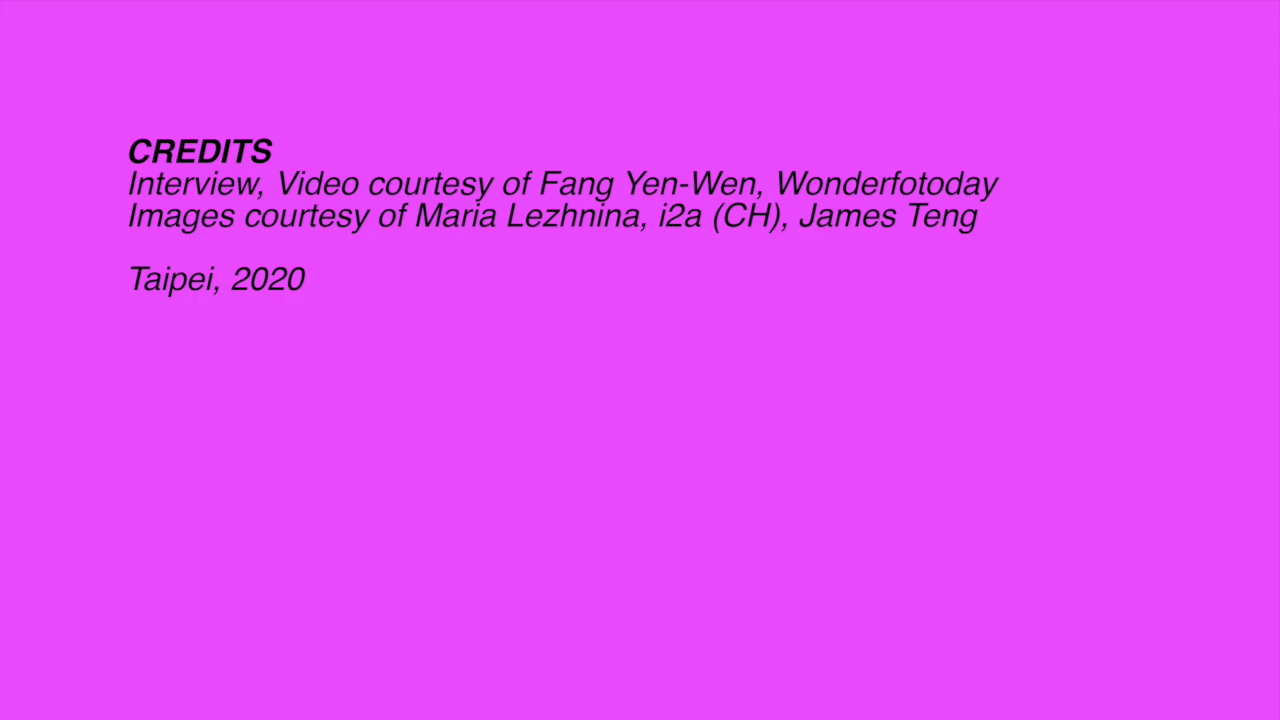 CREDITS
Interview, Video courtesy of Fang Yen-Wen, Wonderfotoday
Images courtesy of Maria Lezhnina, i2a (CH), James Teng
Taipei, 2020